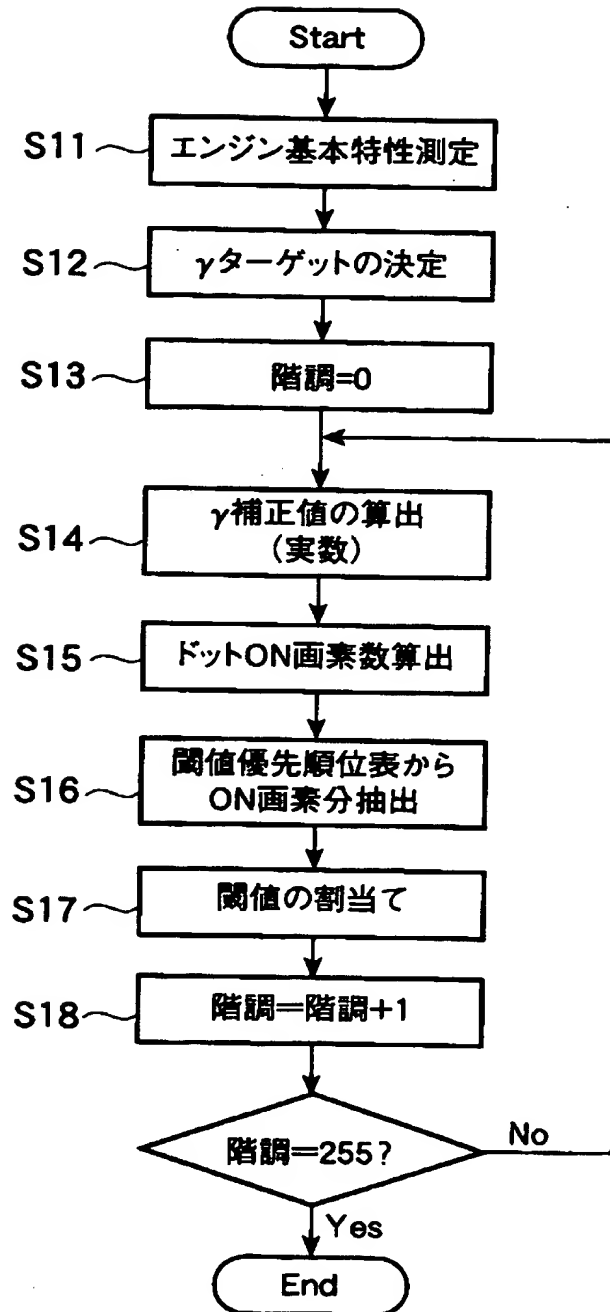 Start
S11
エンジン基本特性測定
S12
γターゲットの決定
S13
階調=0
S14
γ補正値の算出
(実数)
S15
ドットON画素数算出
S16
閾値優先順位表から
ON画素分抽出
S17
閾値の割当て
S18
階調=階調+1
階調=255?
No
Yes
End